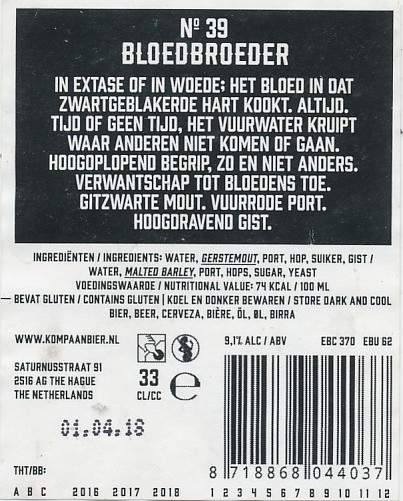 Nº 39
BLOEDBROEDER
IN EXTASE OF IN WOEDE; HET BLOED IN DAT
ZWARTGEBLAKERDE HART KOOKT. ALTIJD.
TIJD OF GEEN TIJD, HET VUURWATER KRUIPT
WAAR ANDEREN NIET KOMEN OF GAAN.
HOOGOPLOPEND BEGRIP, ZO EN NIET ANDERS.
VERWANTSCHAP TOT BLOEDENS TOE.
GITZWARTE MOUT. VUURRODE PORT.
HOOGDRAVEND GIST.
INGREDIËNTEN / INGREDIENTS: WATER, GERSTEMOUT, PORT, HOP, SUIKER, GIST /
WATER, MALTED BARLEY, PORT, HOPS, SUGAR, YEAST
VOEDINGSWAARDE / NUTRITIONAL VALUE: 74 KCAL / 100 ML
BEVAT GLUTEN / CONTAINS GLUTEN | KOEL EN DONKER BEWAREN / STORE DARK AND COOL
BIER, BEER, CERVEZA, BIÈRE, ÖL, ØL, BIRRA
WWW.KOMPAANBIER.NL
9,1% ALC / ABV EBC 370 EBU 62
SATURNUSSTRAAT 91
2516 AG THE HAGUE
THE NETHERLANDS
33
CL/CC
e
01.04.18
THT/BB:
8 718868 044037
A B C 2016 2017 2018 1 2 3 4 5 6 7 8 9 10 11 12